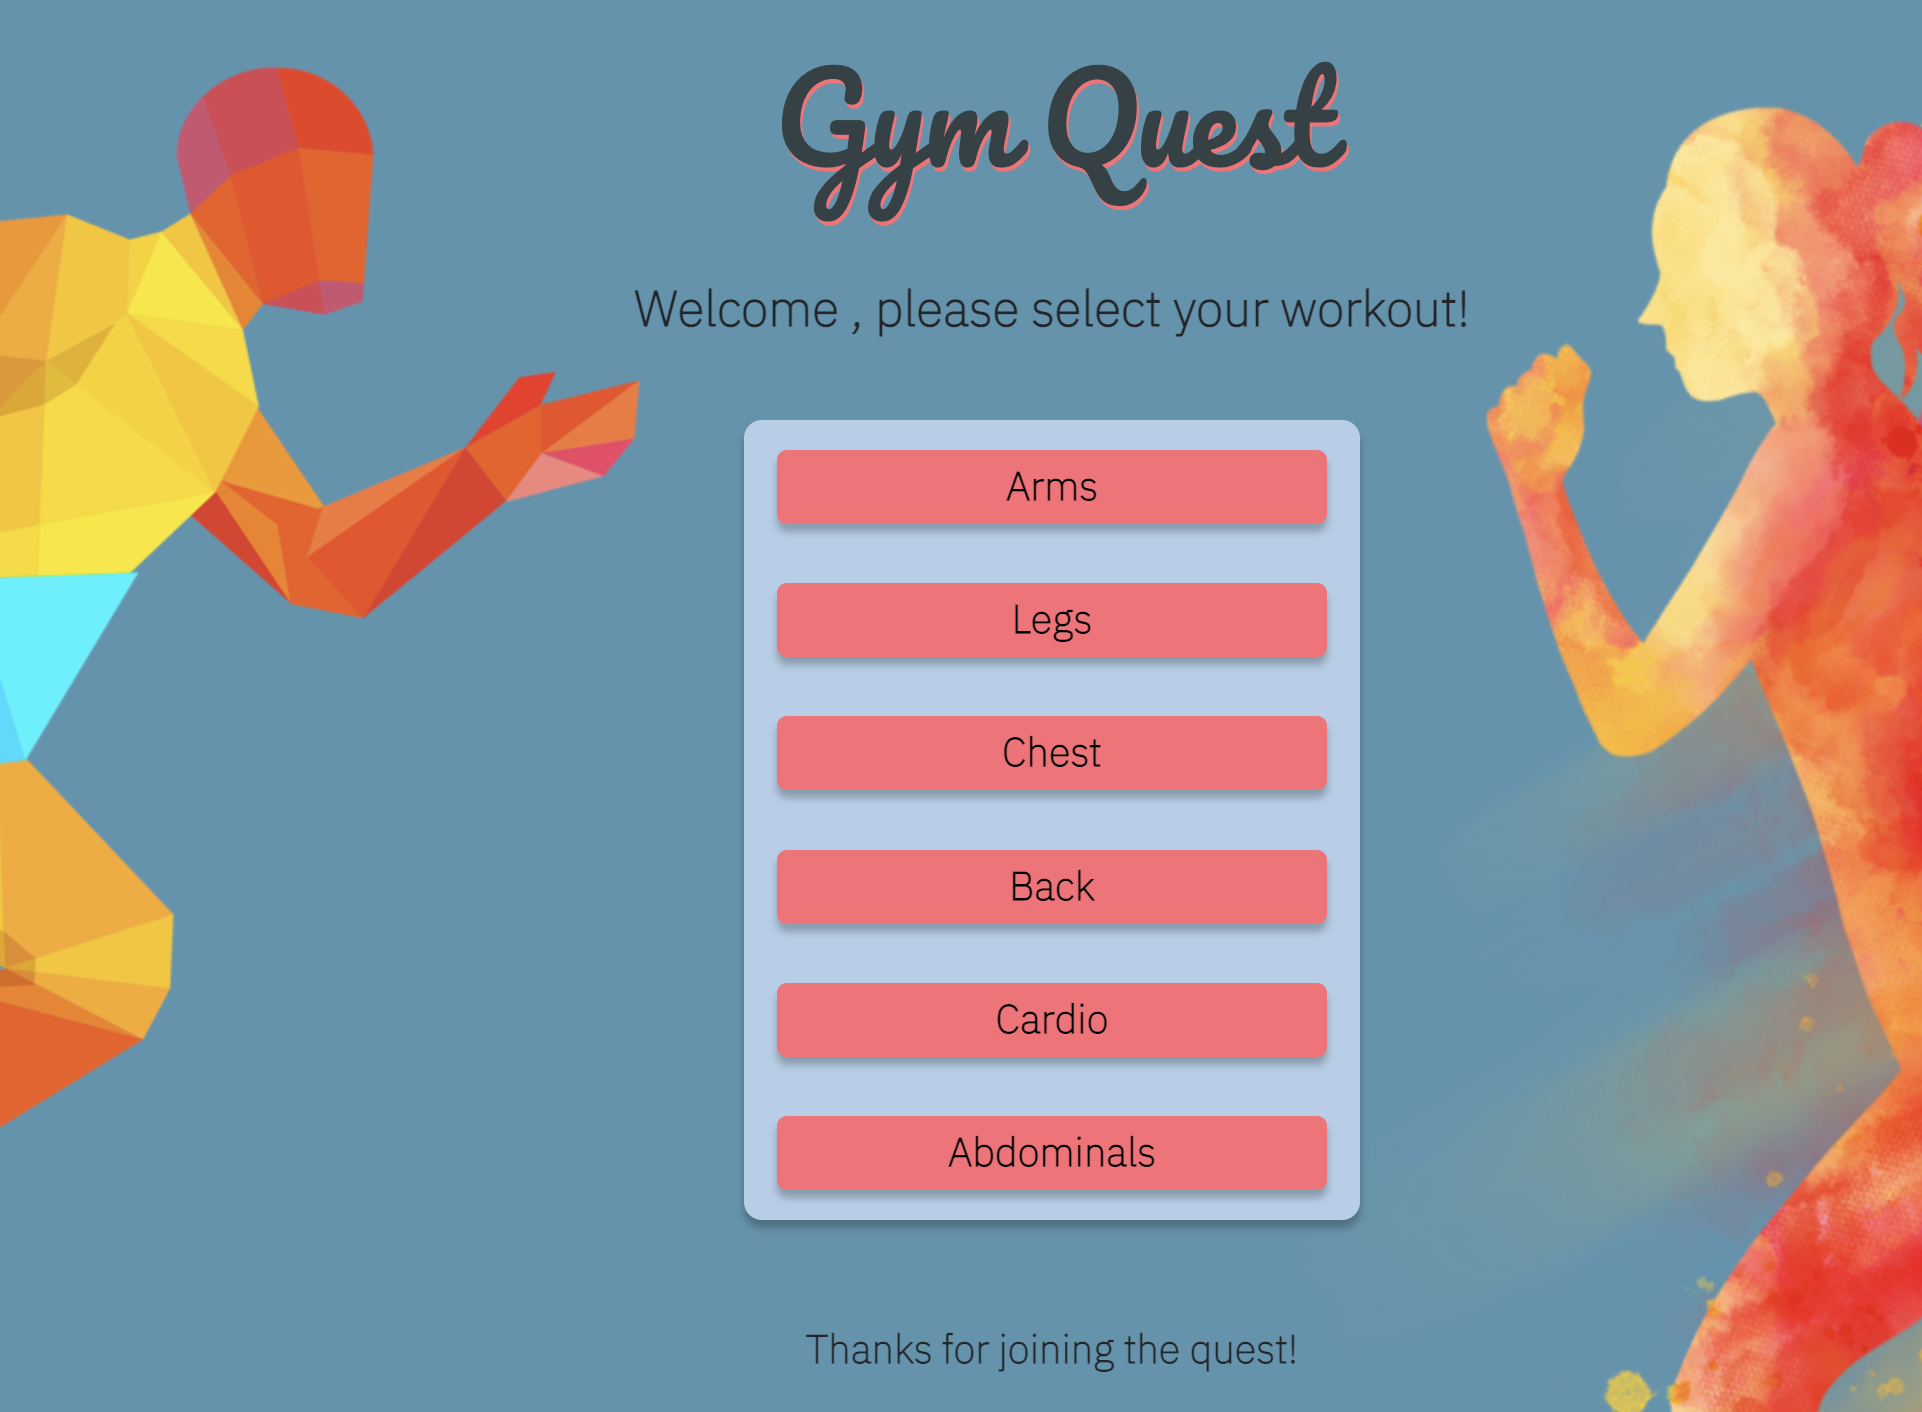 Gym Quest
Welcome , please select your workout!
Arms
Legs
Chest
Back
Cardio
Abdominals
Thanks for joining the quest!